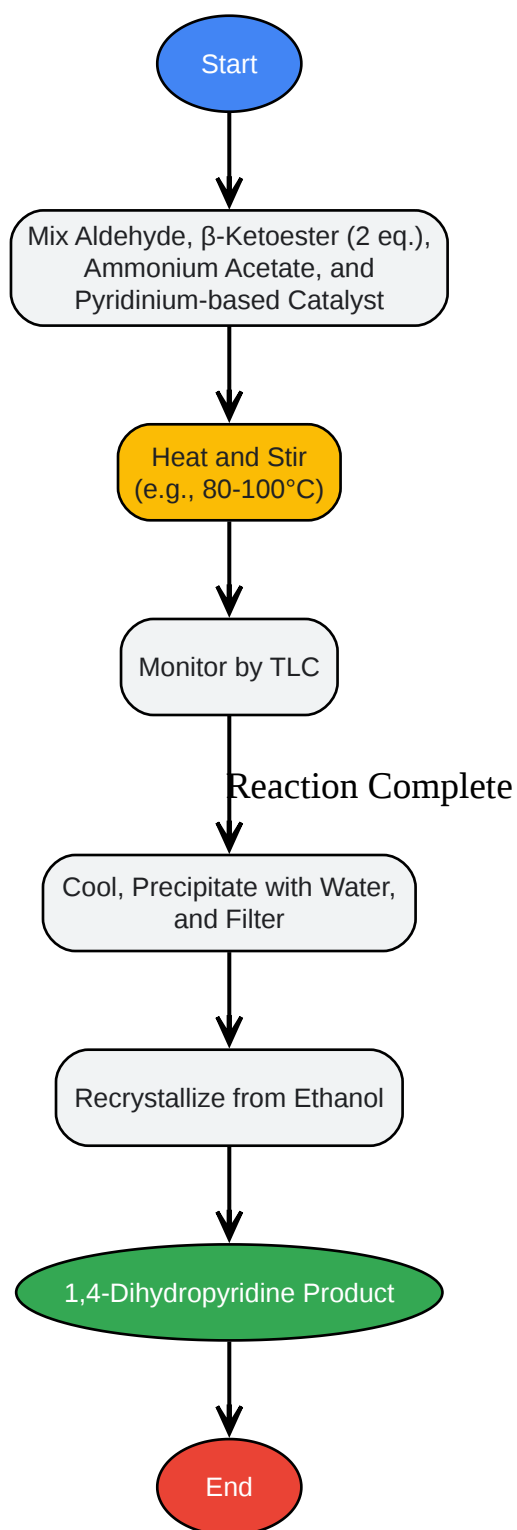 Start
Mix Aldehyde, β-Ketoester (2 eq.),
Ammonium Acetate, and
Pyridinium-based Catalyst
Heat and Stir
(e.g., 80-100°C)
Monitor by TLC
Reaction Complete
Cool, Precipitate with Water,
and Filter
Recrystallize from Ethanol
1,4-Dihydropyridine Product
End